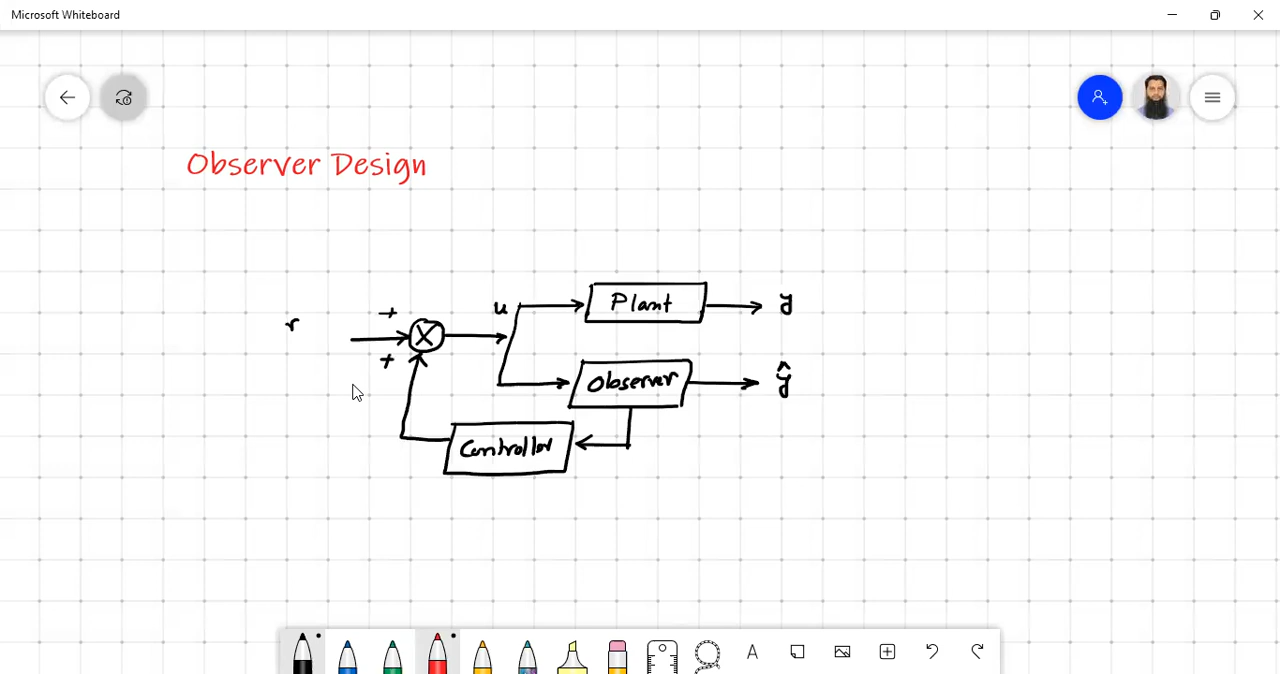 Microsoft Whiteboard
Observer Design
r
+
+
u
Plant
y
Observer
ŷ
Controller
A